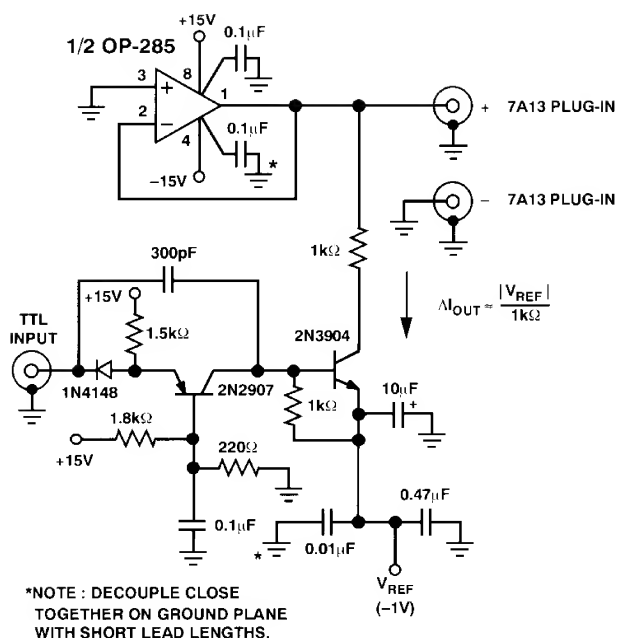 +15V
0.1µF
1/2 OP-285
3
8
+
1
2
−
4
0.1µF
*
−15V
+ 7A13 PLUG-IN
− 7A13 PLUG-IN
1kΩ
300pF
+15V
ΔI_OUT ≈ |V_REF| / 1kΩ
TTL
INPUT
1.5kΩ
2N3904
1N4148
2N2907
1kΩ
10µF
+
1.8kΩ
+15V
220Ω
0.1µF
0.47µF
*
0.01µF
V_REF
(−1V)
*NOTE : DECOUPLE CLOSE
TOGETHER ON GROUND PLANE
WITH SHORT LEAD LENGTHS.